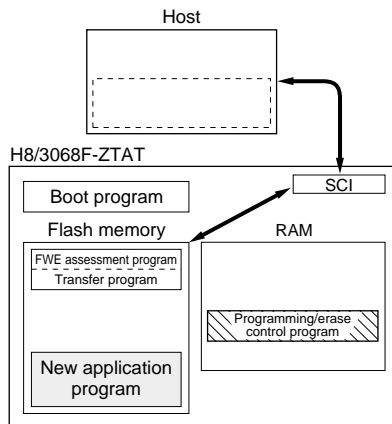 Host
H8/3068F-ZTAT
SCI
Boot program
Flash memory
RAM
FWE assessment program
Transfer program
Programming/erase
control program
New application
program